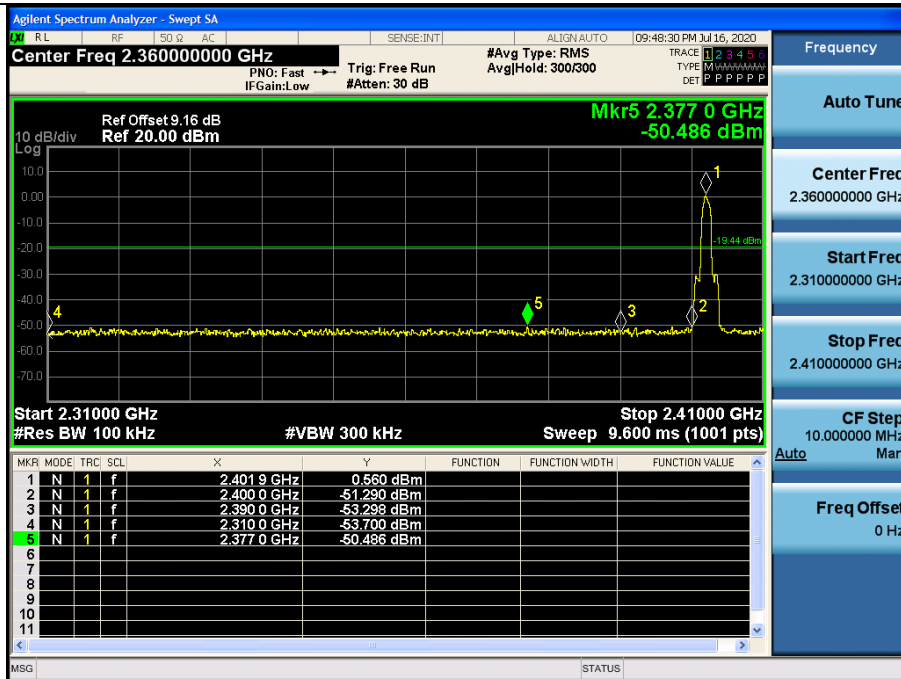 Agilent Spectrum Analyzer - Swept SA
LXI RL RF 50 Ω AC SENSE:INT ALIGN AUTO 09:48:30 PM Jul 16, 2020
Center Freq 2.360000000 GHz
PNO: Fast
IFGain:Low
Trig: Free Run
#Atten: 30 dB
#Avg Type: RMS
Avg|Hold: 300/300
TRACE 1 2 3 4 5 6
TYPE M W W W W W
DET P P P P P P
Ref Offset 9.16 dB
Ref 20.00 dBm
10 dB/div
Log
Mkr5 2.377 0 GHz
-50.486 dBm
10.0
0.00
-10.0
-20.0
-30.0
-40.0
-50.0
-60.0
-70.0
1
-19.44 dBm
4
5
3
2
Start 2.31000 GHz Stop 2.41000 GHz
#Res BW 100 kHz #VBW 300 kHz Sweep 9.600 ms (1001 pts)
MKR MODE TRC SCL X Y FUNCTION FUNCTION WIDTH FUNCTION VALUE
1 N 1 f 2.401 9 GHz 0.560 dBm
2 N 1 f 2.400 0 GHz -51.290 dBm
3 N 1 f 2.390 0 GHz -53.298 dBm
4 N 1 f 2.310 0 GHz -53.700 dBm
5 N 1 f 2.377 0 GHz -50.486 dBm
6
7
8
9
10
11
MSG STATUS
Frequency
Auto Tune
Center Freq
2.360000000 GHz
Start Freq
2.310000000 GHz
Stop Freq
2.410000000 GHz
CF Step
10.000000 MHz
Auto Man
Freq Offset
0 Hz